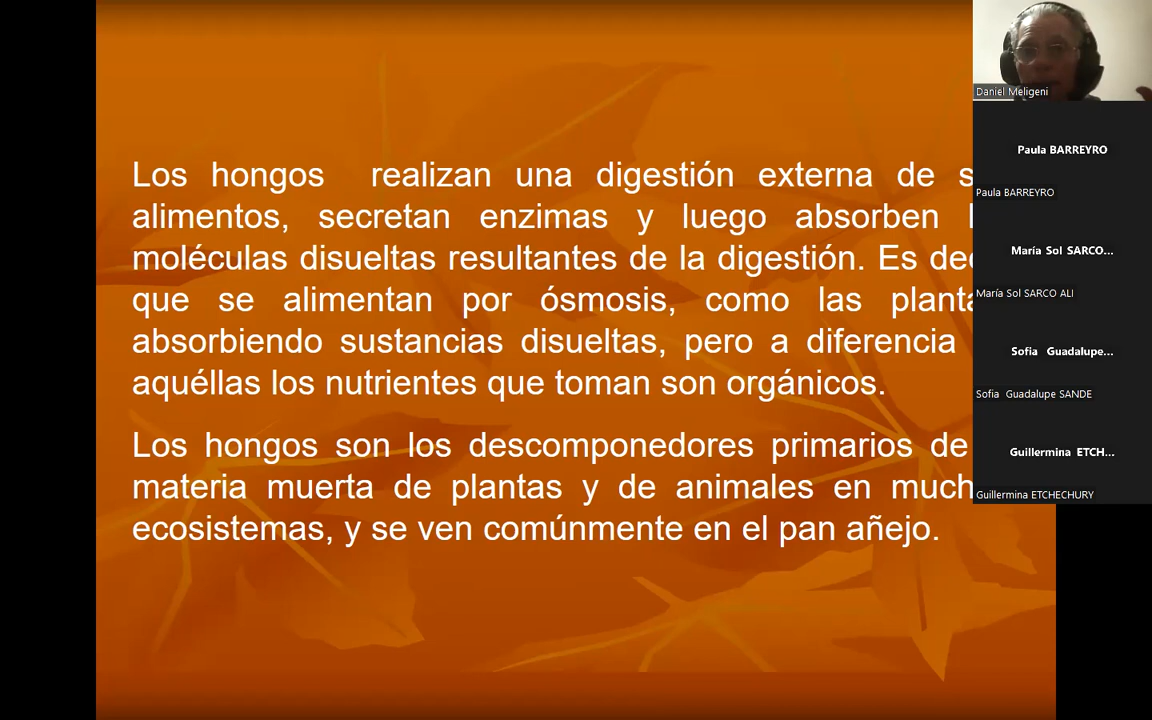 Los hongos realizan una digestión externa de s
alimentos, secretan enzimas y luego absorben
moléculas disueltas resultantes de la digestión. Es dec
que se alimentan por ósmosis, como las planta
absorbiendo sustancias disueltas, pero a diferencia
aquéllas los nutrientes que toman son orgánicos.
Los hongos son los descomponedores primarios de
materia muerta de plantas y de animales en much
ecosistemas, y se ven comúnmente en el pan añejo.
Daniel Meligeni
Paula BARREYRO
Paula BARREYRO
María Sol SARCO...
María Sol SARCO ALI
Sofia Guadalupe...
Sofia Guadalupe SANDE
Guillermina ETCH...
Guillermina ETCHECHURY